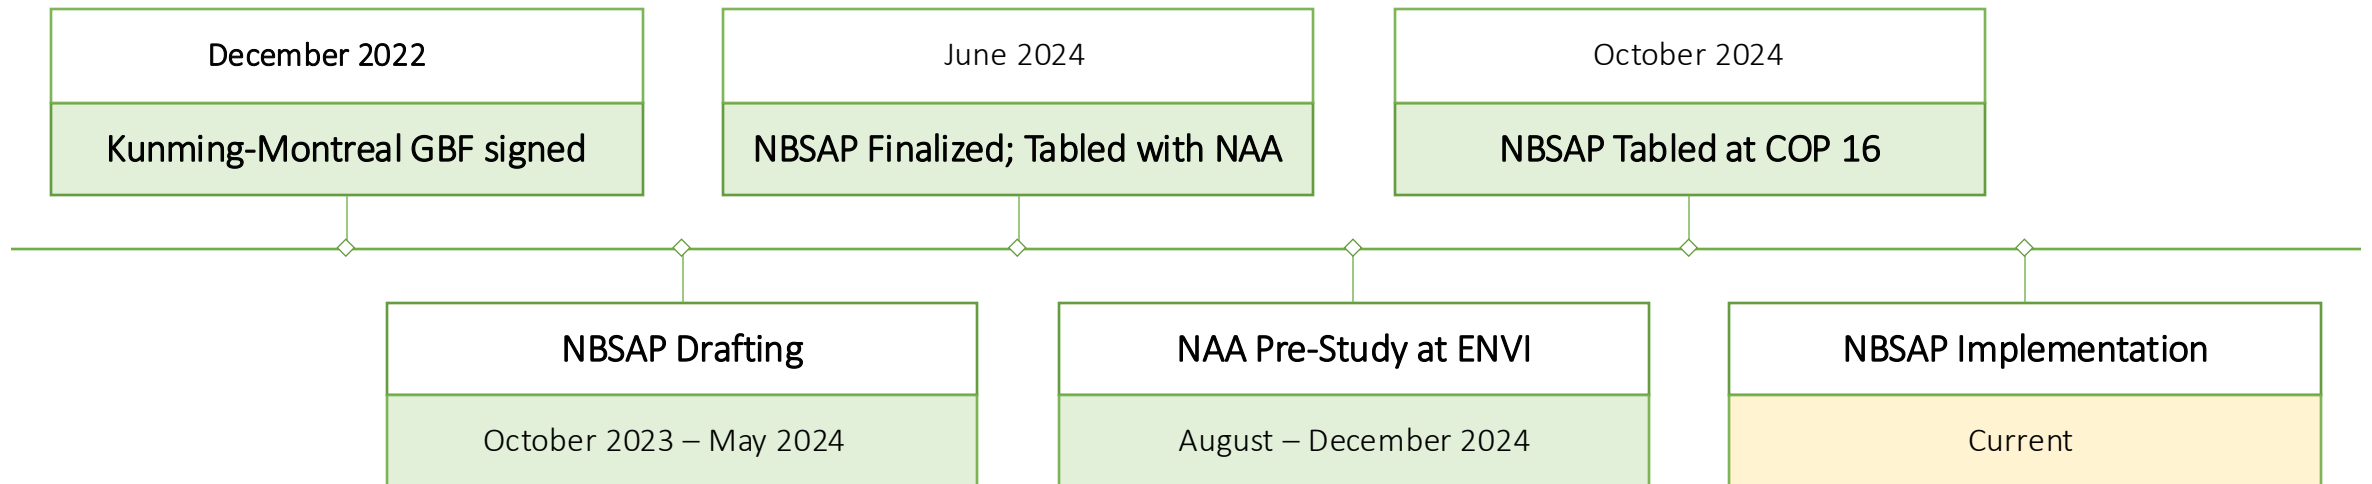 December 2022
Kunming-Montreal GBF signed
June 2024
NBSAP Finalized; Tabled with NAA
October 2024
NBSAP Tabled at COP 16
NBSAP Drafting
October 2023 – May 2024
NAA Pre-Study at ENVI
August – December 2024
NBSAP Implementation
Current